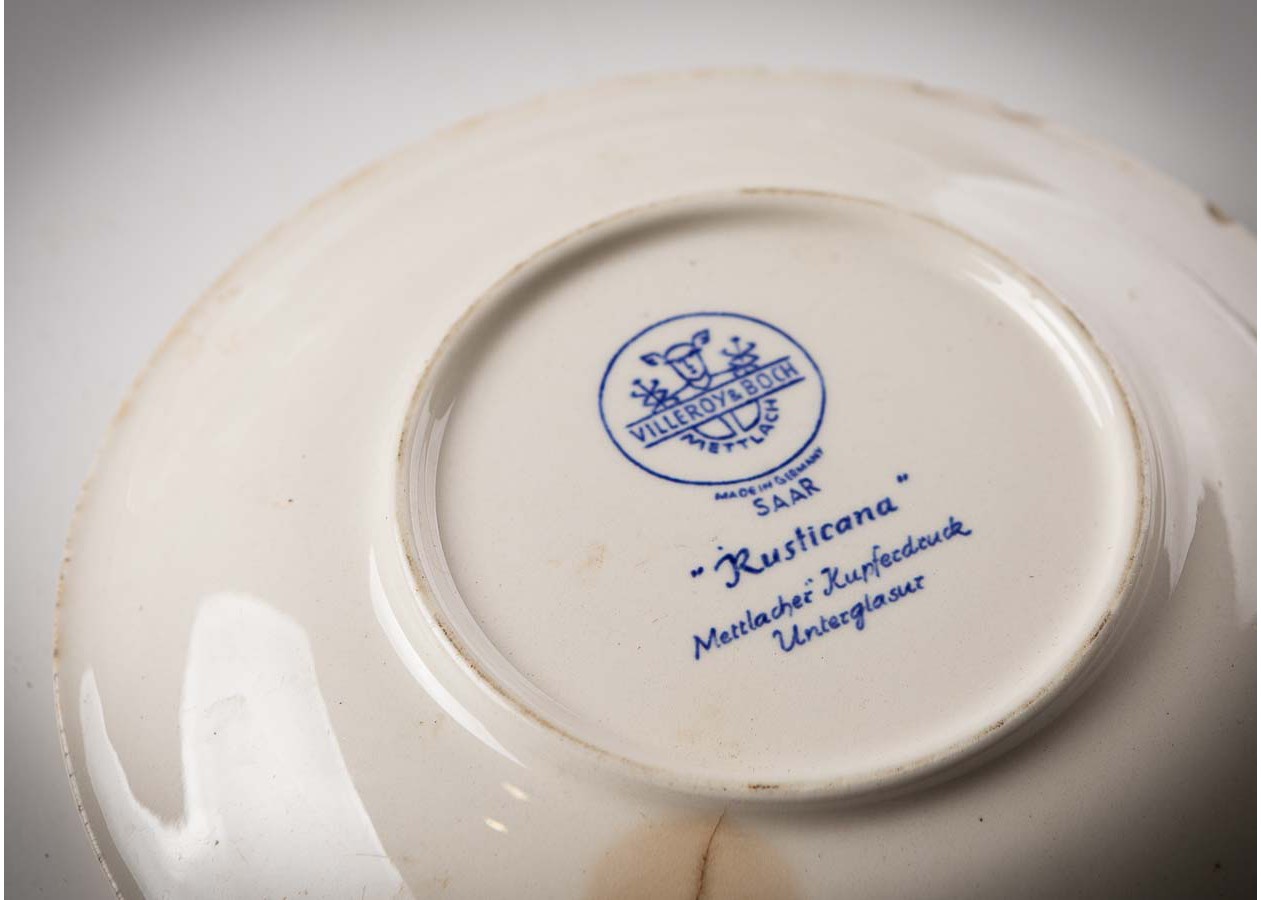 VILLEROY & BOCH
METTLACH
MADE IN GERMANY
SAAR
„Rusticana"
Mettlacher Kupferdruck
Unterglasur